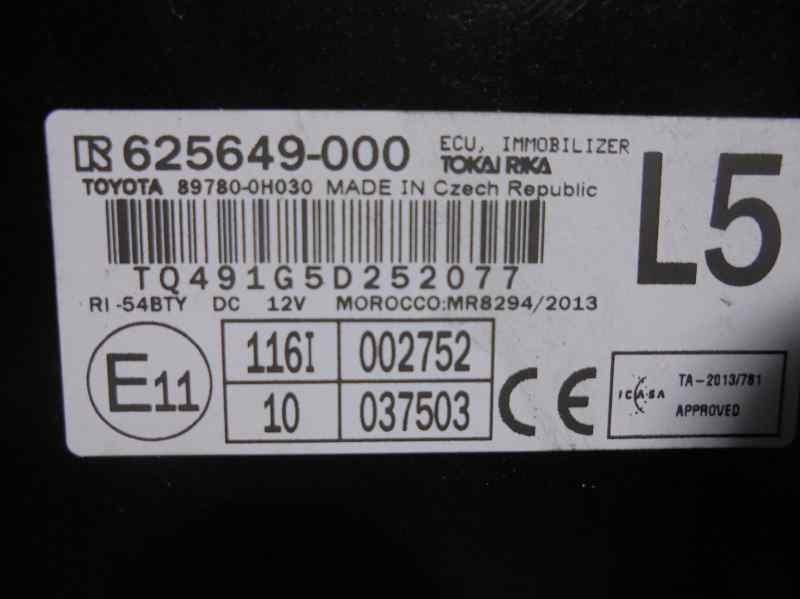 R 625649-000 ECU, IMMOBILIZER
TOKAI RIKA
TOYOTA 89780-0H030 MADE IN Czech Republic
L5
TQ491G5D252077
RI-54BTY DC 12V MOROCCO:MR8294/2013
E11
116I 002752
10 037503
CE
ICASA
TA-2013/781
APPROVED